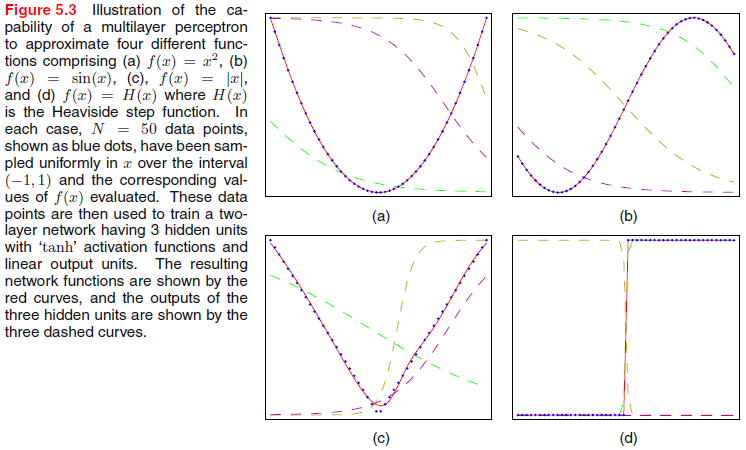 Figure 5.3 Illustration of the ca-
pability of a multilayer perceptron
to approximate four different func-
tions comprising (a) f(x) = x², (b)
f(x) = sin(x), (c), f(x) = |x|,
and (d) f(x) = H(x) where H(x)
is the Heaviside step function. In
each case, N = 50 data points,
shown as blue dots, have been sam-
pled uniformly in x over the interval
(−1, 1) and the corresponding val-
ues of f(x) evaluated. These data
points are then used to train a two-
layer network having 3 hidden units
with ‘tanh’ activation functions and
linear output units. The resulting
network functions are shown by the
red curves, and the outputs of the
three hidden units are shown by the
three dashed curves.
(a)
(b)
(c)
(d)